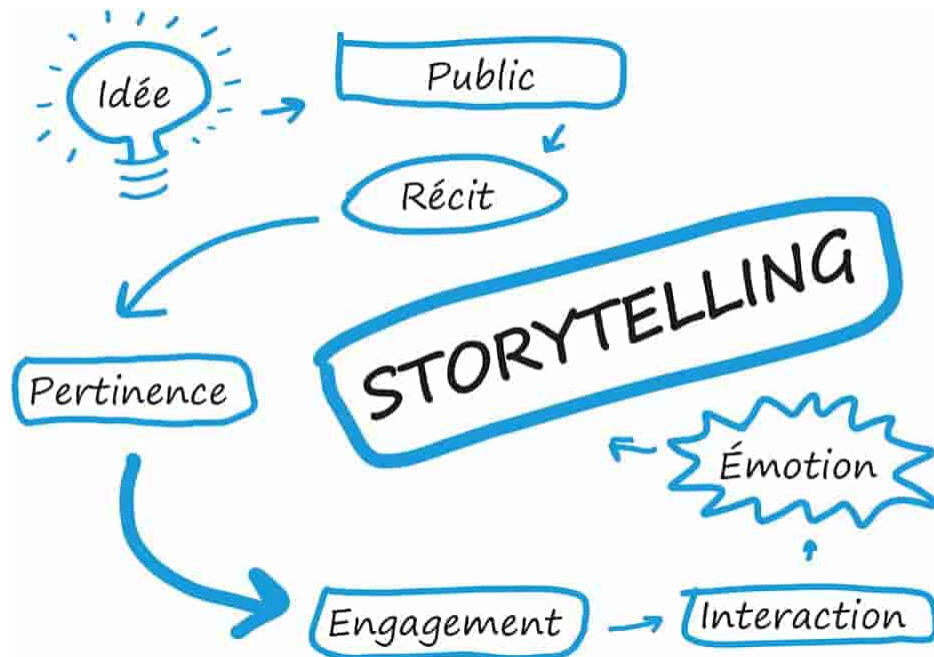 Idée
Public
Récit
STORYTELLING
Pertinence
Émotion
Engagement
Interaction